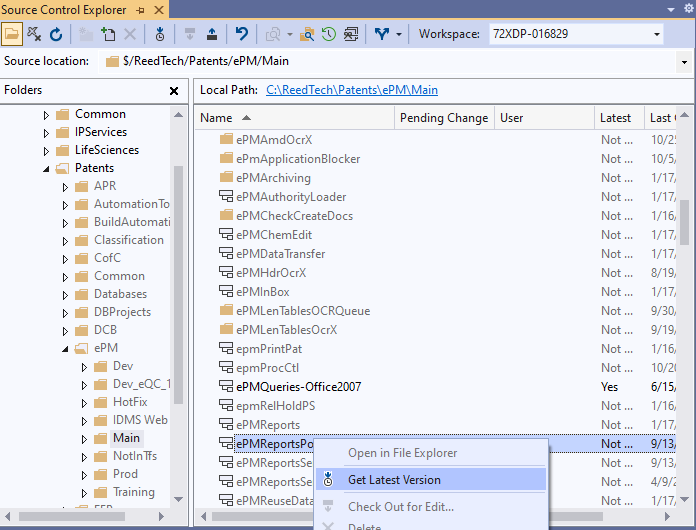 Source Control Explorer
Workspace: 72XDP-016829
Source location: $/ReedTech/Patents/ePM/Main
Folders
Common
IPServices
LifeSciences
Patents
APR
AutomationTo
BuildAutomati
Classification
CofC
Common
Databases
DBProjects
DCB
ePM
Dev
Dev_eQC_1
HotFix
IDMS Web
Main
NotInTfs
Prod
Training
Local Path: C:\ReedTech\Patents\ePM\Main
Name Pending Change User Latest Last C
ePMAmdOcrX Not ... 10/25
ePmApplicationBlocker Not ... 10/5/
ePMArchiving Not ... 1/17/
ePMAuthorityLoader Not ... 1/17/
ePMCheckCreateDocs Not ... 1/16/
ePMChemEdit Not ... 1/17/
ePMDataTransfer Not ... 1/17/
ePMHdrOcrX Not ... 8/19/
ePMInBox Not ... 1/17/
ePMLenTablesOCRQueue Not ... 9/30/
ePMLenTablesOcrX Not ... 9/19/
epmPrintPat Not ... 1/16/
epmProcCtl Not ... 10/20
ePMQueries-Office2007 Yes 6/15/
epmRelHoldPS Not ... 1/16/
ePMReports Not ... 1/17/
ePMReportsPo Not ... 9/13/
ePMReportsSe Not ... 9/13/
ePMReportsSe Not ... 4/9/2
ePMReuseData Not ... 1/17/
Open in File Explorer
Get Latest Version
Check Out for Edit...
Delete